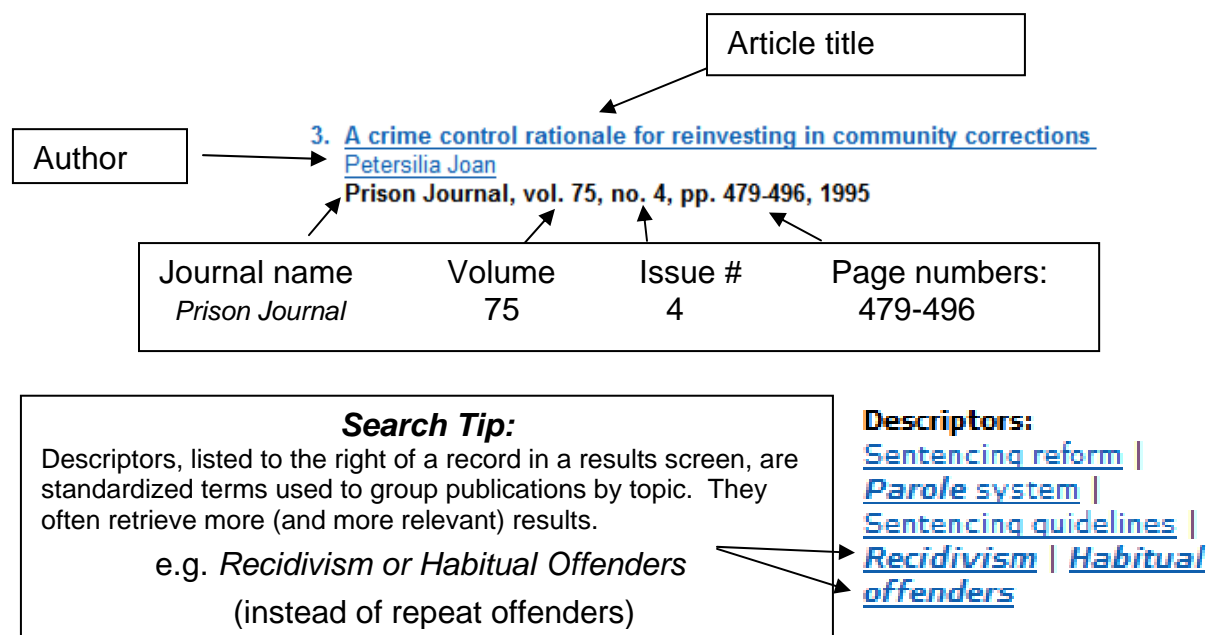 Article title
Author
3. A crime control rationale for reinvesting in community corrections
Petersilia Joan
Prison Journal, vol. 75, no. 4, pp. 479-496, 1995
Journal name Volume Issue # Page numbers:
Prison Journal 75 4 479-496
Search Tip:
Descriptors, listed to the right of a record in a results screen, are
standardized terms used to group publications by topic. They
often retrieve more (and more relevant) results.
e.g. Recidivism or Habitual Offenders
(instead of repeat offenders)
Descriptors:
Sentencing reform |
Parole system |
Sentencing guidelines |
Recidivism | Habitual
offenders